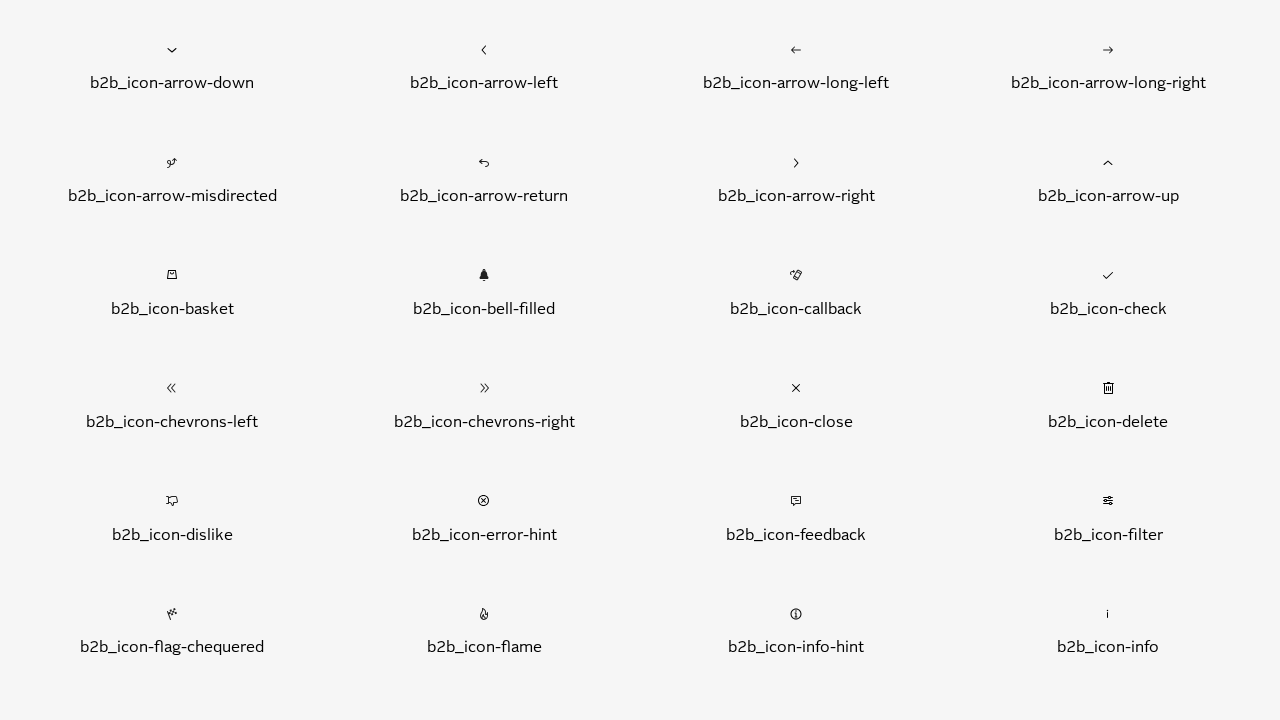 b2b_icon-arrow-down
b2b_icon-arrow-left
b2b_icon-arrow-long-left
b2b_icon-arrow-long-right
b2b_icon-arrow-misdirected
b2b_icon-arrow-return
b2b_icon-arrow-right
b2b_icon-arrow-up
b2b_icon-basket
b2b_icon-bell-filled
b2b_icon-callback
b2b_icon-check
b2b_icon-chevrons-left
b2b_icon-chevrons-right
b2b_icon-close
b2b_icon-delete
b2b_icon-dislike
b2b_icon-error-hint
b2b_icon-feedback
b2b_icon-filter
b2b_icon-flag-chequered
b2b_icon-flame
b2b_icon-info-hint
b2b_icon-info